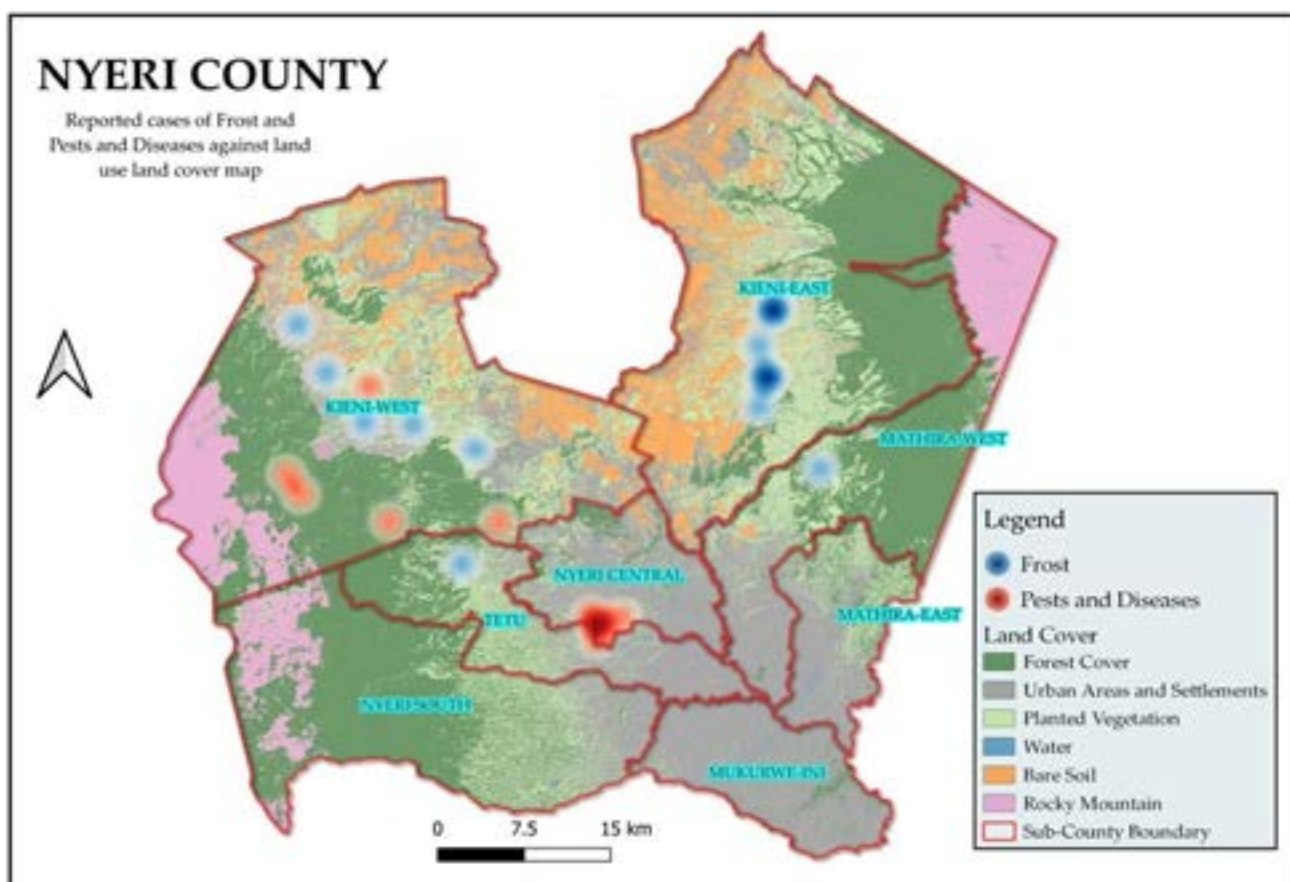 NYERI COUNTY
Reported cases of Frost and
Pests and Diseases against land
use land cover map
KIENI-EAST
KIENI-WEST
MATHIRA-WEST
NYERI CENTRAL
MATHIRA-EAST
TETU
NYERI-SOUTH
MUKURWE-INI
0 7.5 15 km
Legend
Frost
Pests and Diseases
Land Cover
Forest Cover
Urban Areas and Settlements
Planted Vegetation
Water
Bare Soil
Rocky Mountain
Sub-County Boundary